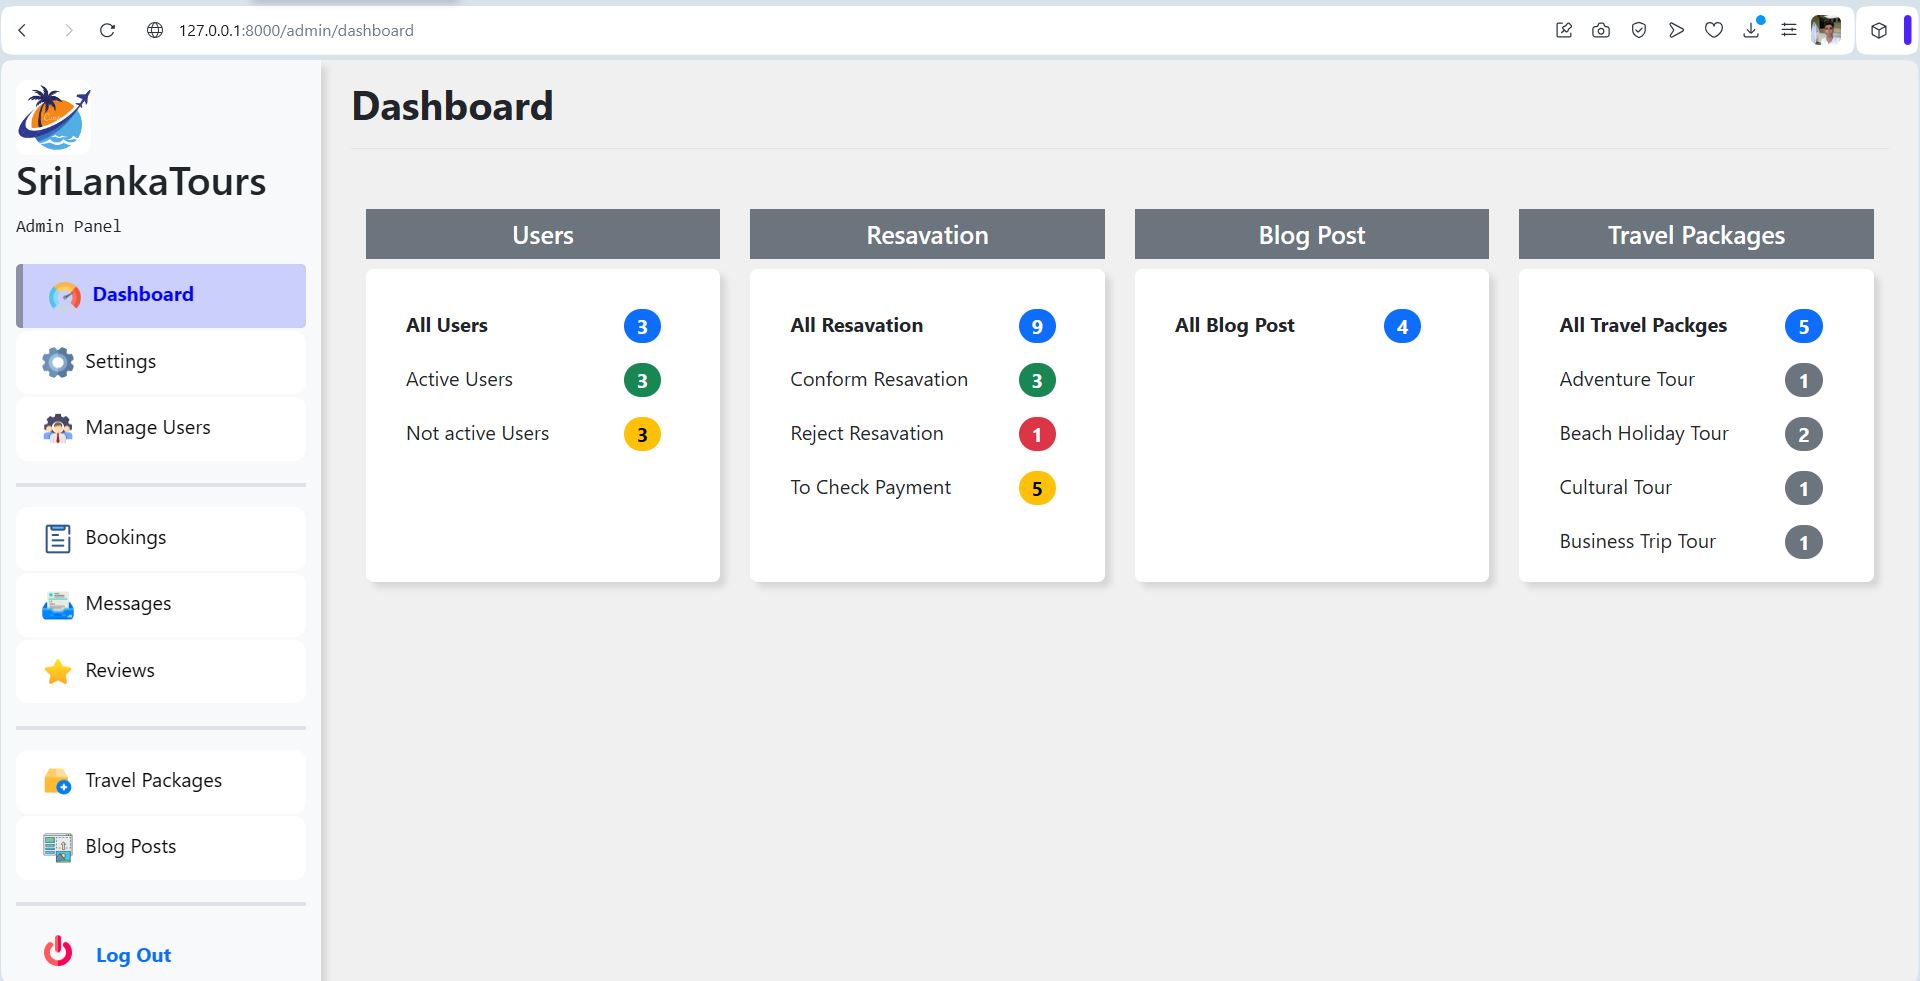 127.0.0.1:8000/admin/dashboard
SriLankaTours
Admin Panel
Dashboard
Settings
Manage Users
Bookings
Messages
Reviews
Travel Packages
Blog Posts
Log Out
Dashboard
Users
All Users 3
Active Users 3
Not active Users 3
Resavation
All Resavation 9
Conform Resavation 3
Reject Resavation 1
To Check Payment 5
Blog Post
All Blog Post 4
Travel Packages
All Travel Packges 5
Adventure Tour 1
Beach Holiday Tour 2
Cultural Tour 1
Business Trip Tour 1